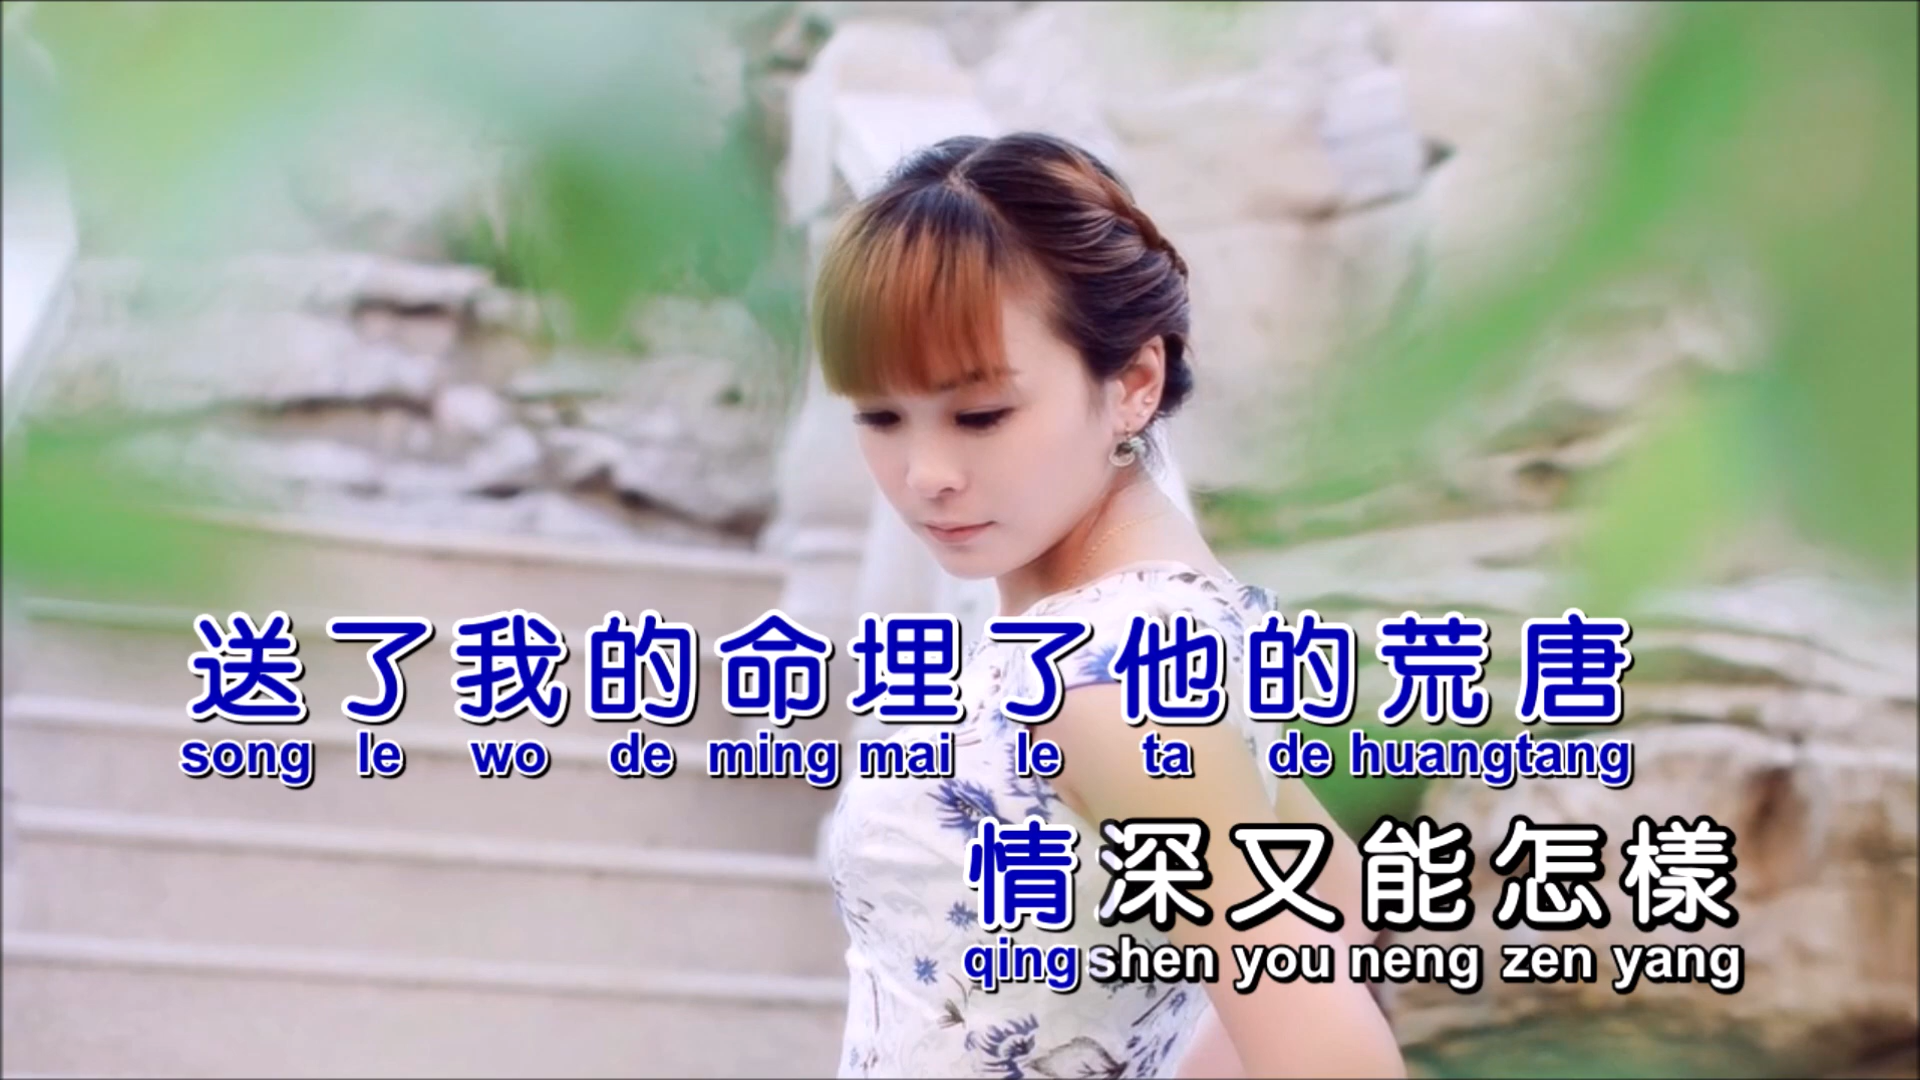 送了我的命埋了他的荒唐
song le wo de ming mai le ta de huangtang
情深又能怎樣
qing shen you neng zen yang